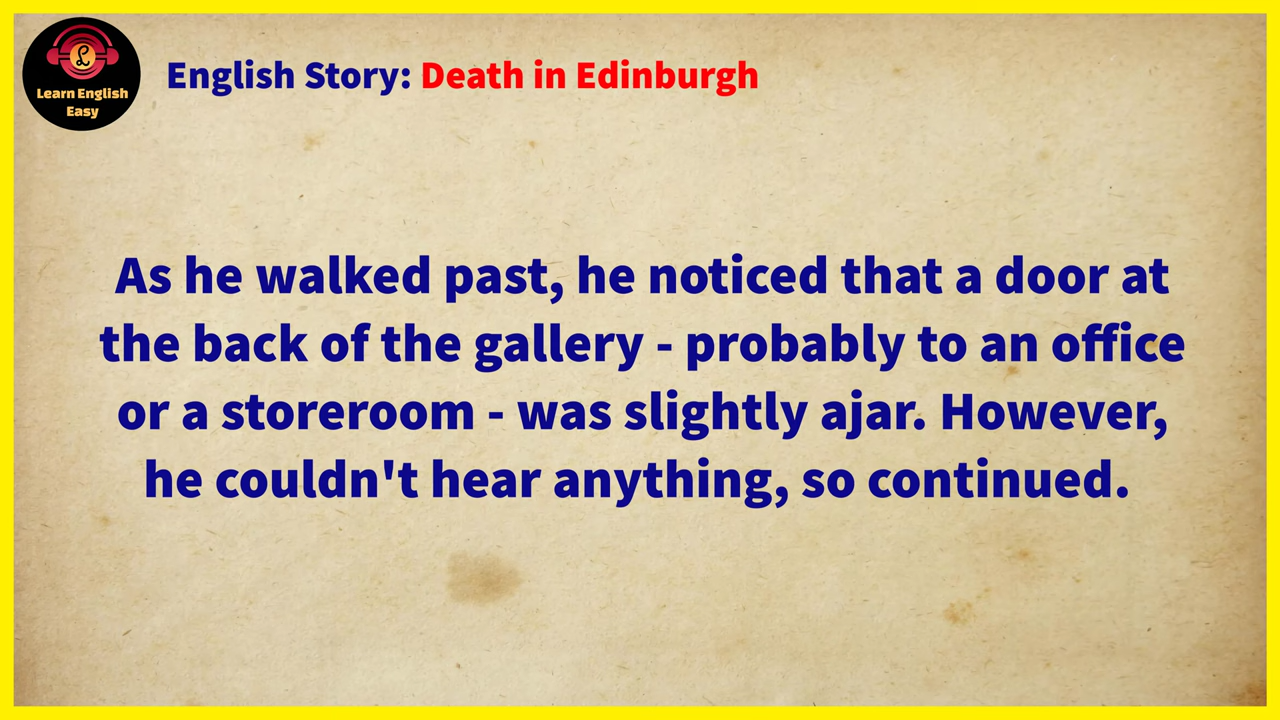 Learn English
Easy
English Story: Death in Edinburgh
As he walked past, he noticed that a door at
the back of the gallery - probably to an office
or a storeroom - was slightly ajar. However,
he couldn't hear anything, so continued.